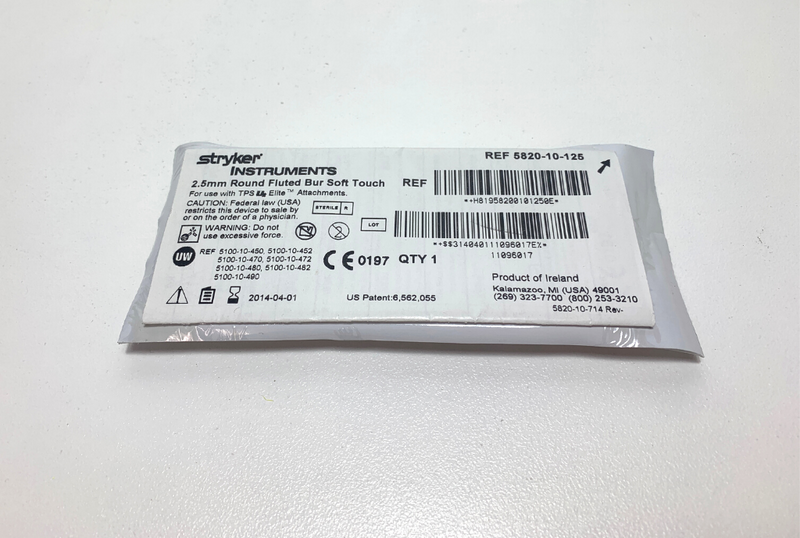 stryker
INSTRUMENTS
REF 5820-10-125
2.5mm Round Fluted Bur Soft Touch
For use with TPS Elite™ Attachments.
REF
*+H81958200101250E*
CAUTION: Federal law (USA)
restricts this device to sale by
or on the order of a physician.
STERILE R
WARNING: Do not
use excessive force.
LOT
*+$$314040111096017E%*
11096017
UW
REF 5100-10-450, 5100-10-452
5100-10-470, 5100-10-472
5100-10-480, 5100-10-482
5100-10-490
CE 0197 QTY 1
Product of Ireland
Kalamazoo, MI (USA) 49001
(269) 323-7700 (800) 253-3210
2014-04-01
US Patent:6,562,055
5820-10-714 Rev-